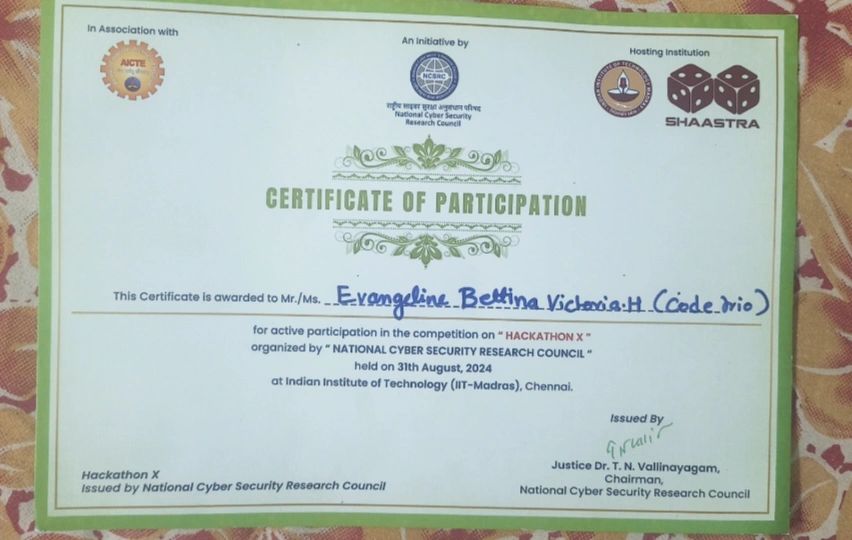 In Association with
An Initiative by
Hosting Institution
AICTE
NCSRC
SHAASTRA
राष्ट्रीय साइबर सुरक्षा अनुसंधान परिषद
National Cyber Security
Research Council
CERTIFICATE OF PARTICIPATION
This Certificate is awarded to Mr./Ms. Evangeline Bettina Victoria.H (Code trio)
for active participation in the competition on " HACKATHON X "
organized by " NATIONAL CYBER SECURITY RESEARCH COUNCIL "
held on 31th August, 2024
at Indian Institute of Technology (IIT-Madras), Chennai.
Issued By
Justice Dr. T. N. Vallinayagam,
Chairman,
National Cyber Security Research Council
Hackathon X
Issued by National Cyber Security Research Council